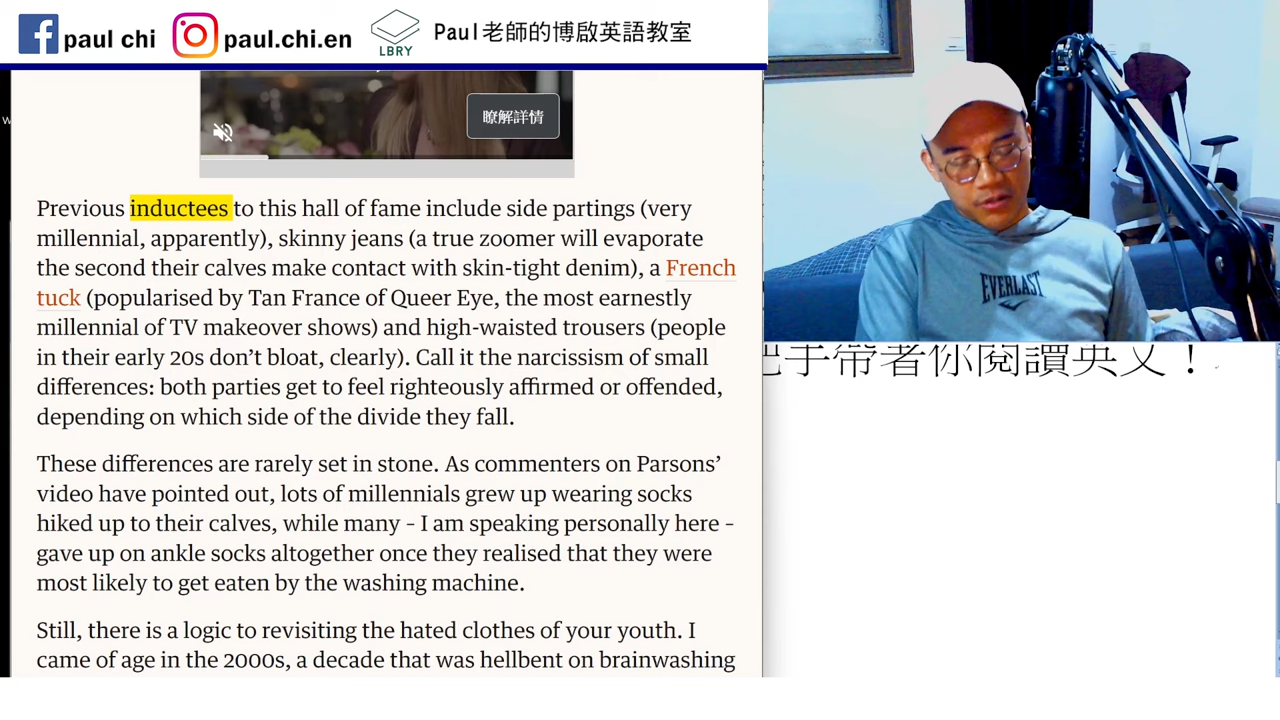 paul chi paul.chi.en LBRY Paul老師的博啟英語教室
瞭解詳情
w
Previous inductees to this hall of fame include side partings (very
millennial, apparently), skinny jeans (a true zoomer will evaporate
the second their calves make contact with skin-tight denim), a French
tuck (popularised by Tan France of Queer Eye, the most earnestly
millennial of TV makeover shows) and high-waisted trousers (people
in their early 20s don’t bloat, clearly). Call it the narcissism of small
differences: both parties get to feel righteously affirmed or offended,
depending on which side of the divide they fall.
These differences are rarely set in stone. As commenters on Parsons’
video have pointed out, lots of millennials grew up wearing socks
hiked up to their calves, while many – I am speaking personally here –
gave up on ankle socks altogether once they realised that they were
most likely to get eaten by the washing machine.
Still, there is a logic to revisiting the hated clothes of your youth. I
came of age in the 2000s, a decade that was hellbent on brainwashing
EVERLAST
把手帶著你閱讀英文！